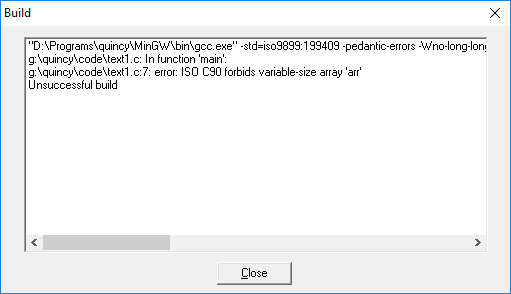 Build
"D:\Programs\quincy\MinGW\bin\gcc.exe" -std=iso9899:199409 -pedantic-errors -Wno-long-long
g:\quincy\code\text1.c: In function 'main':
g:\quincy\code\text1.c:7: error: ISO C90 forbids variable-size array 'arr'
Unsuccessful build
Close